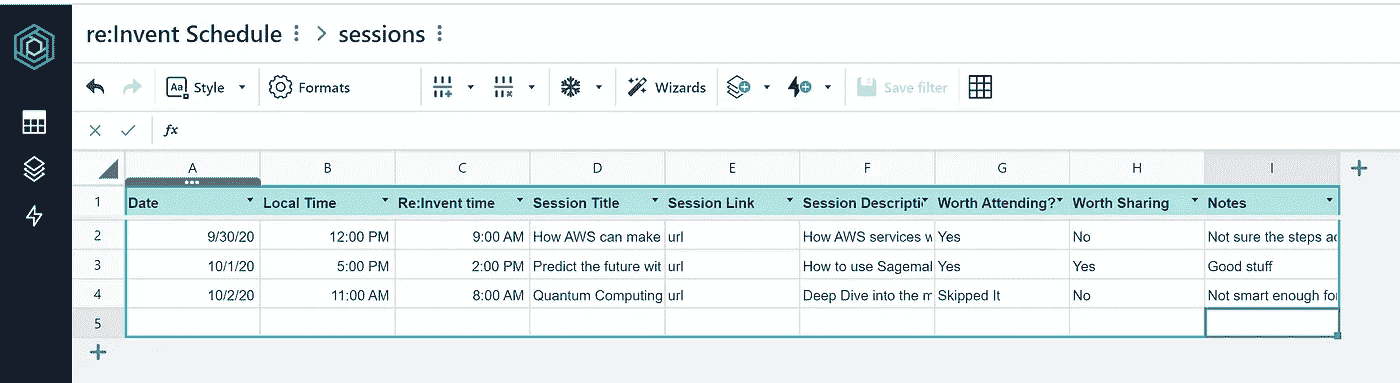 re:Invent Schedule > sessions
Aa Style Formats Wizards Save filter
fx
A B C D E F G H I
1 Date Local Time Re:Invent time Session Title Session Link Session Descripti Worth Attending? Worth Sharing Notes
2 9/30/20 12:00 PM 9:00 AM How AWS can make url How AWS services w Yes No Not sure the steps ac
3 10/1/20 5:00 PM 2:00 PM Predict the future wit url How to use Sagemal Yes Yes Good stuff
4 10/2/20 11:00 AM 8:00 AM Quantum Computing url Deep Dive into the m Skipped It No Not smart enough fo
5